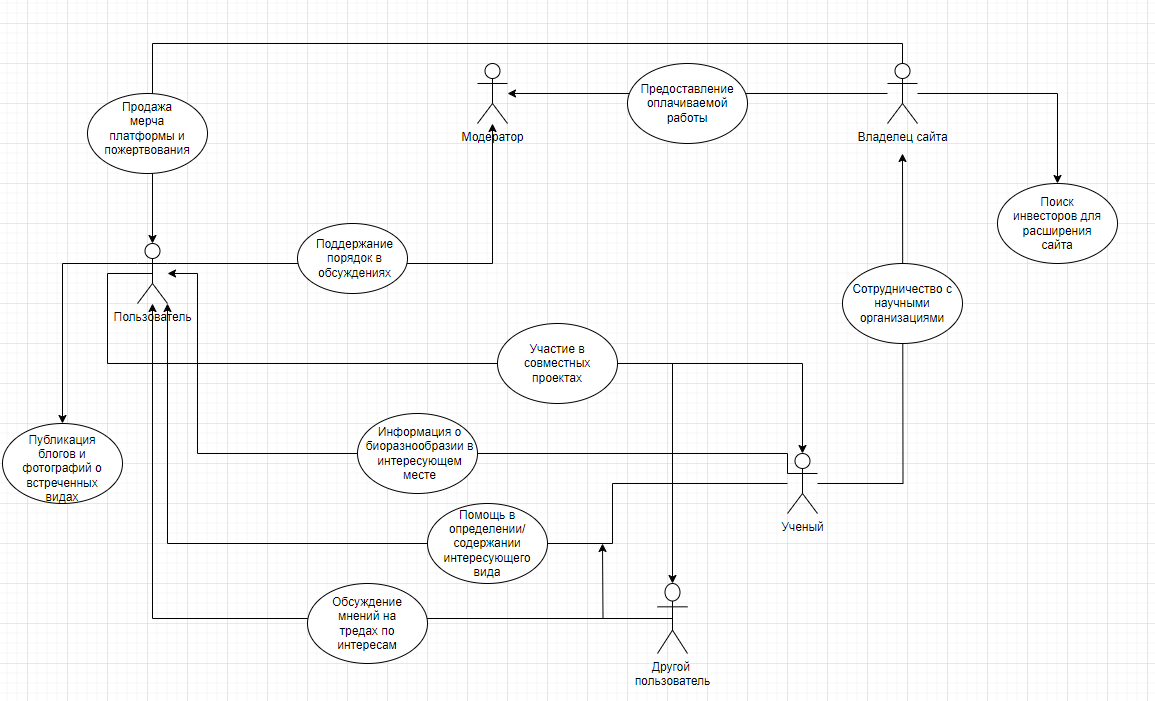 Продажа
мерча
платформы и
пожертвования
Модератор
Предоставление
оплачиваемой
работы
Владелец сайта
Поиск
инвесторов для
расширения
сайта
Поддержание
порядок в
обсуждениях
Пользователь
Сотрудничество с
научными
организациями
Участие в
совместных
проектах
Публикация
блогов и
фотографий о
встреченных
видах
Информация о
биоразнообразии в
интересующем
месте
Ученый
Помощь в
определении/
содержании
интересующего
вида
Обсуждение
мнений на
тредах по
интересам
Другой
пользователь